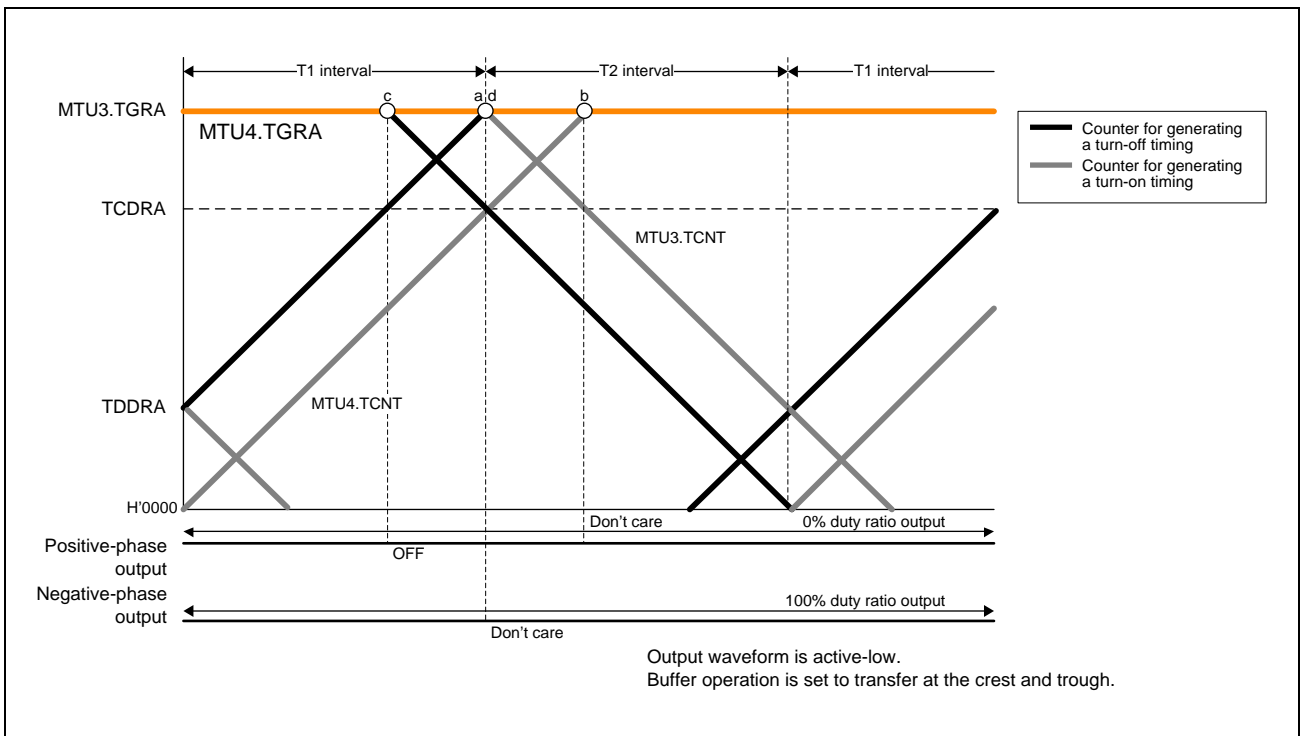 T1 interval
T2 interval
T1 interval
c
a
d
b
MTU3.TGRA
MTU4.TGRA
Counter for generating
a turn-off timing
Counter for generating
a turn-on timing
TCDRA
MTU3.TCNT
TDDRA
MTU4.TCNT
H'0000
Don't care
0% duty ratio output
Positive-phase
output
OFF
Negative-phase
output
100% duty ratio output
Don't care
Output waveform is active-low.
Buffer operation is set to transfer at the crest and trough.